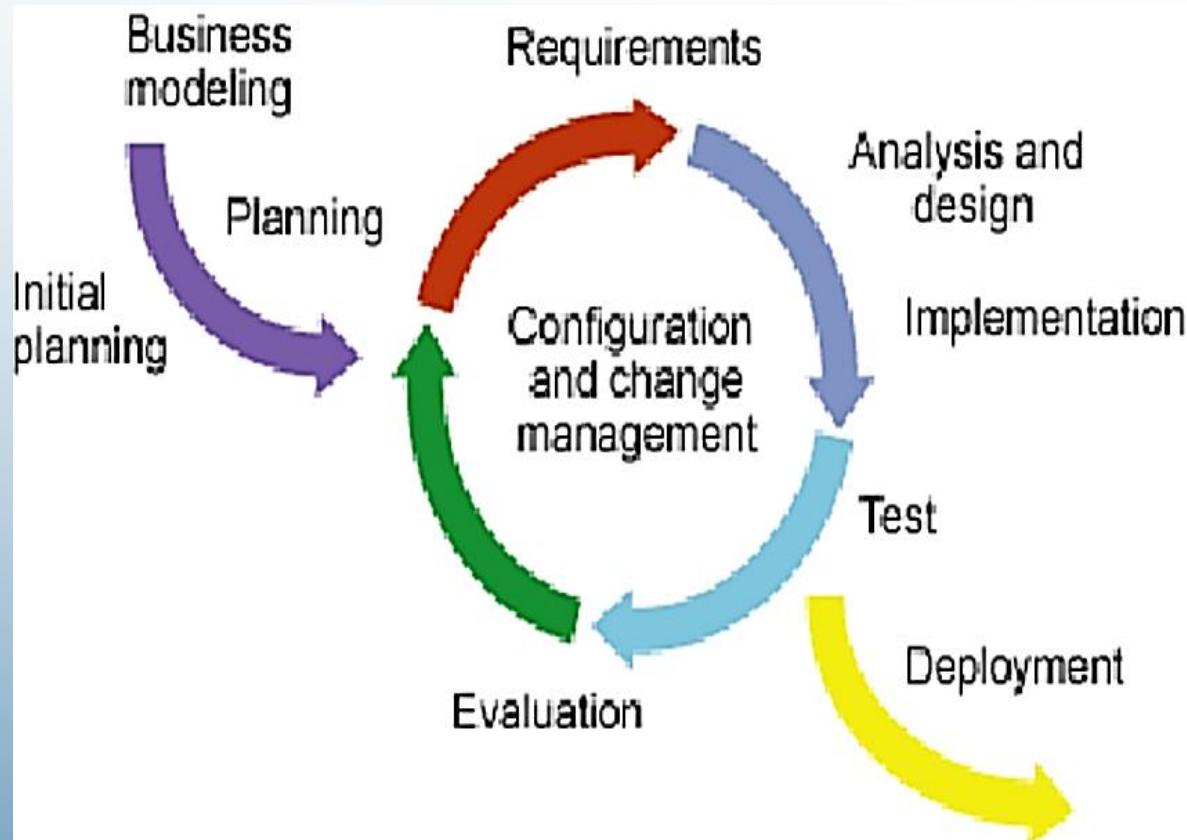 Business
modeling
Requirements
Analysis and
design
Planning
Initial
planning
Configuration
and change
management
Implementation
Test
Deployment
Evaluation